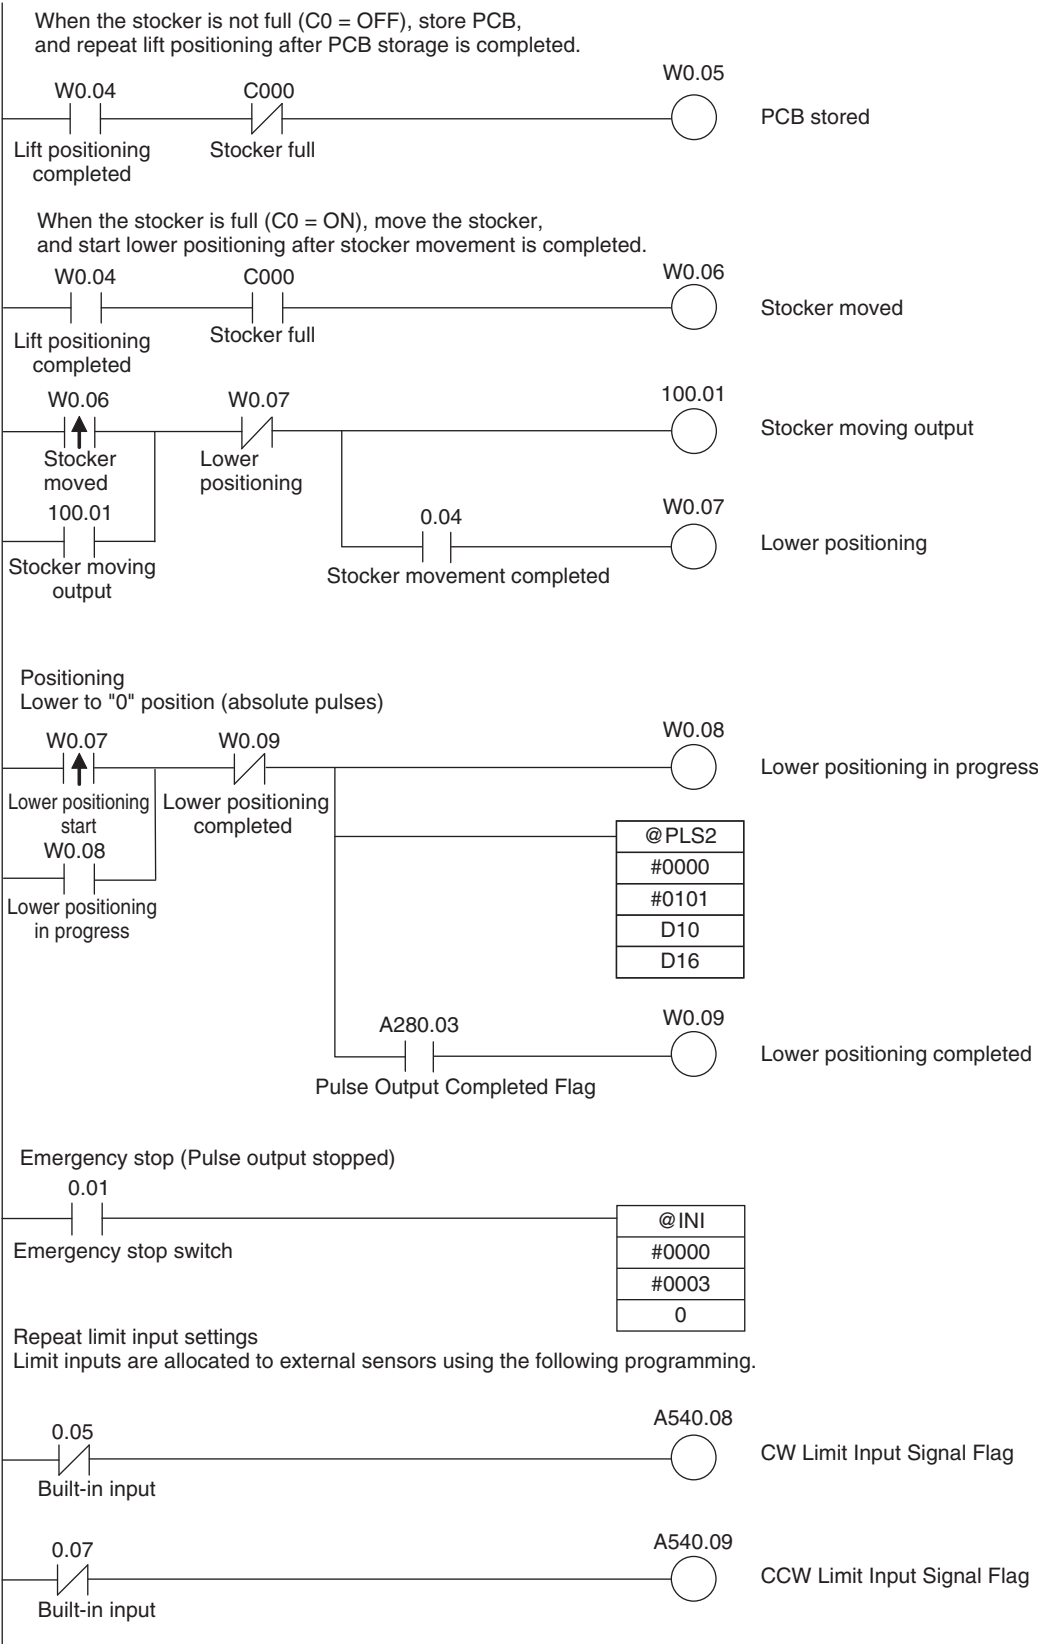 When the stocker is not full (C0 = OFF), store PCB,
and repeat lift positioning after PCB storage is completed.
W0.04 C000 W0.05
PCB stored
Lift positioning Stocker full
completed
When the stocker is full (C0 = ON), move the stocker,
and start lower positioning after stocker movement is completed.
W0.04 C000 W0.06
Stocker moved
Lift positioning Stocker full
completed
W0.06 W0.07 100.01
Stocker moving output
Stocker Lower
moved positioning
100.01 0.04 W0.07
Lower positioning
Stocker moving Stocker movement completed
output
Positioning
Lower to "0" position (absolute pulses)
W0.07 W0.09 W0.08
Lower positioning in progress
Lower positioning Lower positioning
start completed
@PLS2
W0.08
#0000
#0101
Lower positioning
in progress
D10
D16
A280.03 W0.09
Lower positioning completed
Pulse Output Completed Flag
Emergency stop (Pulse output stopped)
0.01
@INI
Emergency stop switch
#0000
#0003
0
Repeat limit input settings
Limit inputs are allocated to external sensors using the following programming.
0.05 A540.08
CW Limit Input Signal Flag
Built-in input
0.07 A540.09
CCW Limit Input Signal Flag
Built-in input